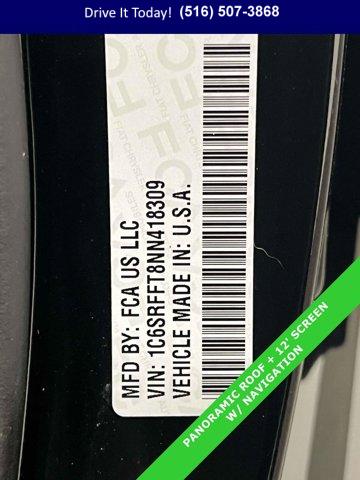 Drive It Today! (516) 507-3868
MFD BY: FCA US LLC
VIN: 1C6SRFFT8NN418309
VEHICLE MADE IN: U.S.A.
PANORAMIC ROOF + 12' SCREEN
W/ NAVIGATION